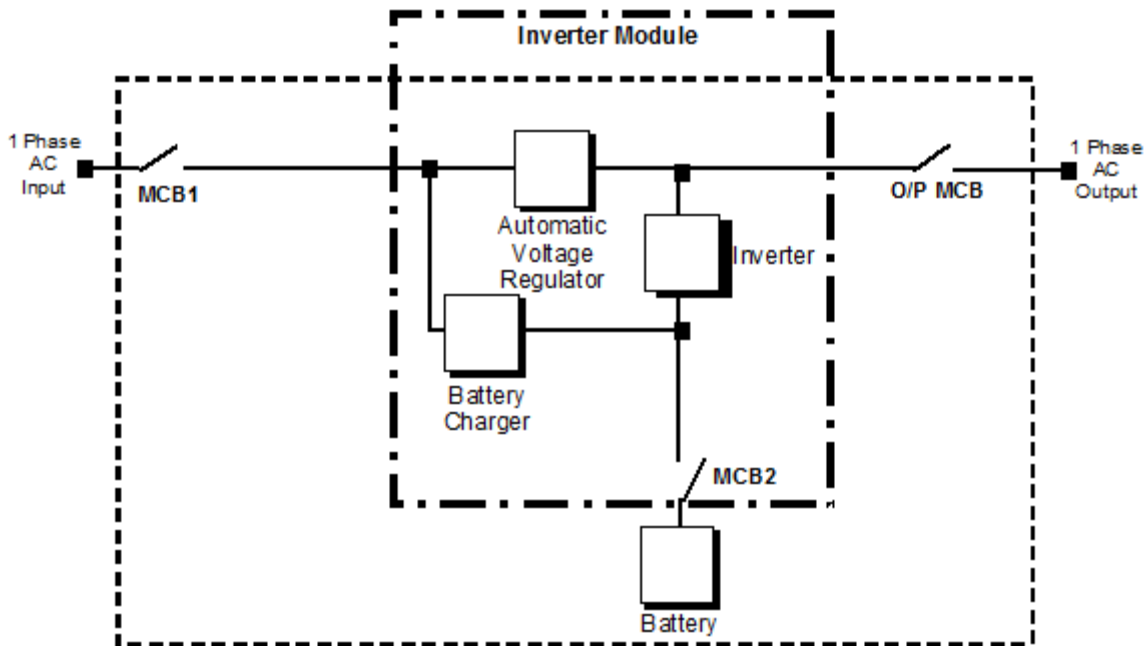 Inverter Module
1 Phase
AC
Input
MCB1
Automatic
Voltage
Regulator
Inverter
O/P MCB
1 Phase
AC
Output
Battery
Charger
MCB2
Battery